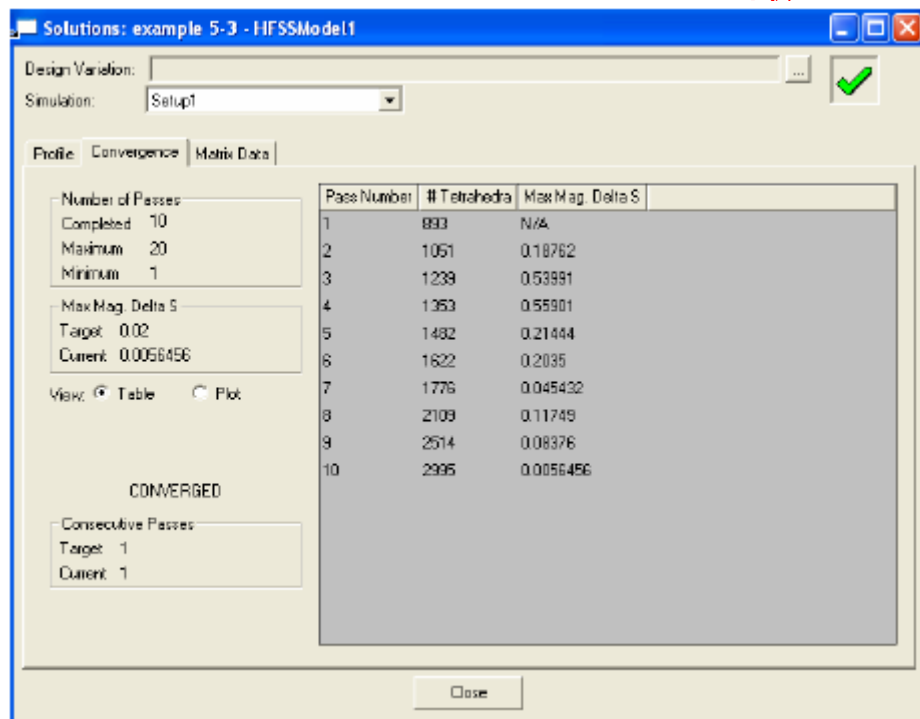 Solutions: example 5-3 - HFSSModel1
Design Variation:
...
Simulation: Setup1
Profile Convergence Matrix Data
Number of Passes
Completed 10
Maximum 20
Minimum 1
Max Mag. Delta S
Target 0.02
Current 0.0056456
View: Table Plot
CONVERGED
Consecutive Passes
Target 1
Current 1
Pass Number # Tetrahedra Max Mag. Delta S
1 893 N/A
2 1051 0.18762
3 1239 0.53991
4 1353 0.55901
5 1482 0.21444
6 1622 0.2035
7 1776 0.045432
8 2109 0.11749
9 2514 0.08376
10 2995 0.0056456
Close